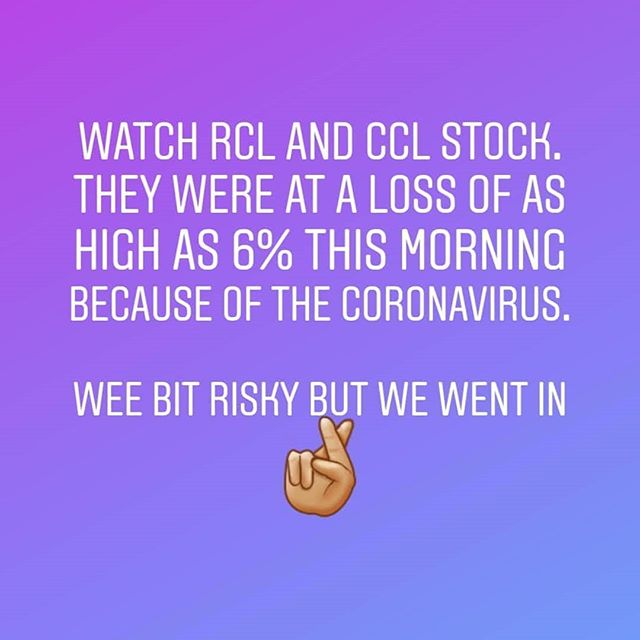 WATCH RCL AND CCL STOCK.
THEY WERE AT A LOSS OF AS
HIGH AS 6% THIS MORNING
BECAUSE OF THE CORONAVIRUS.
WEE BIT RISKY BUT WE WENT IN
🤞🏽